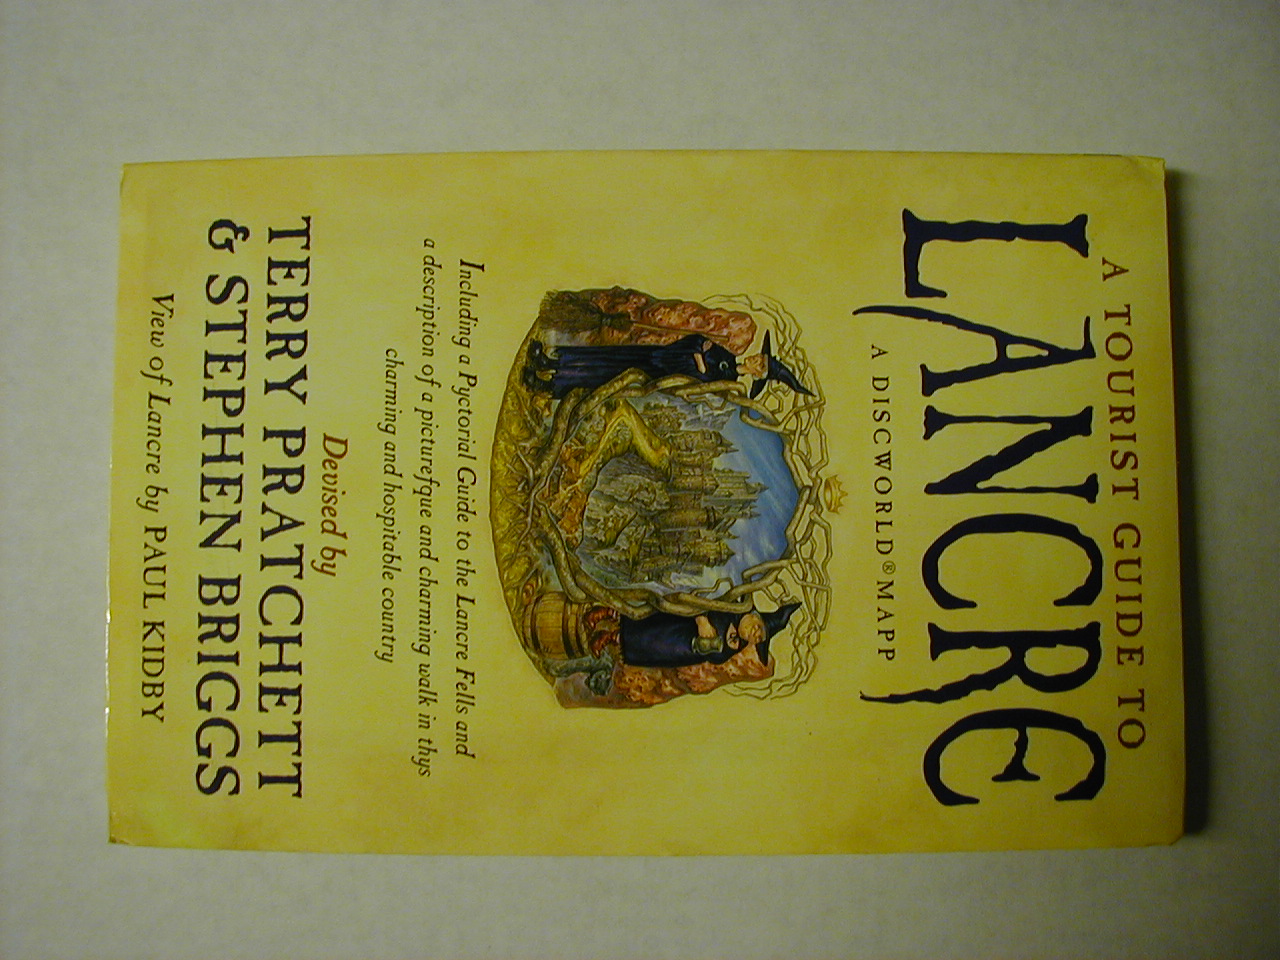 A TOURIST GUIDE TO
LANCRE
A DISCWORLD® MAPP
Including a Pyctorial Guide to the Lancre Fells and
a description of a picturefque and charming walk in thys
charming and hospitable country
Devised by
TERRY PRATCHETT
& STEPHEN BRIGGS
View of Lancre by PAUL KIDBY